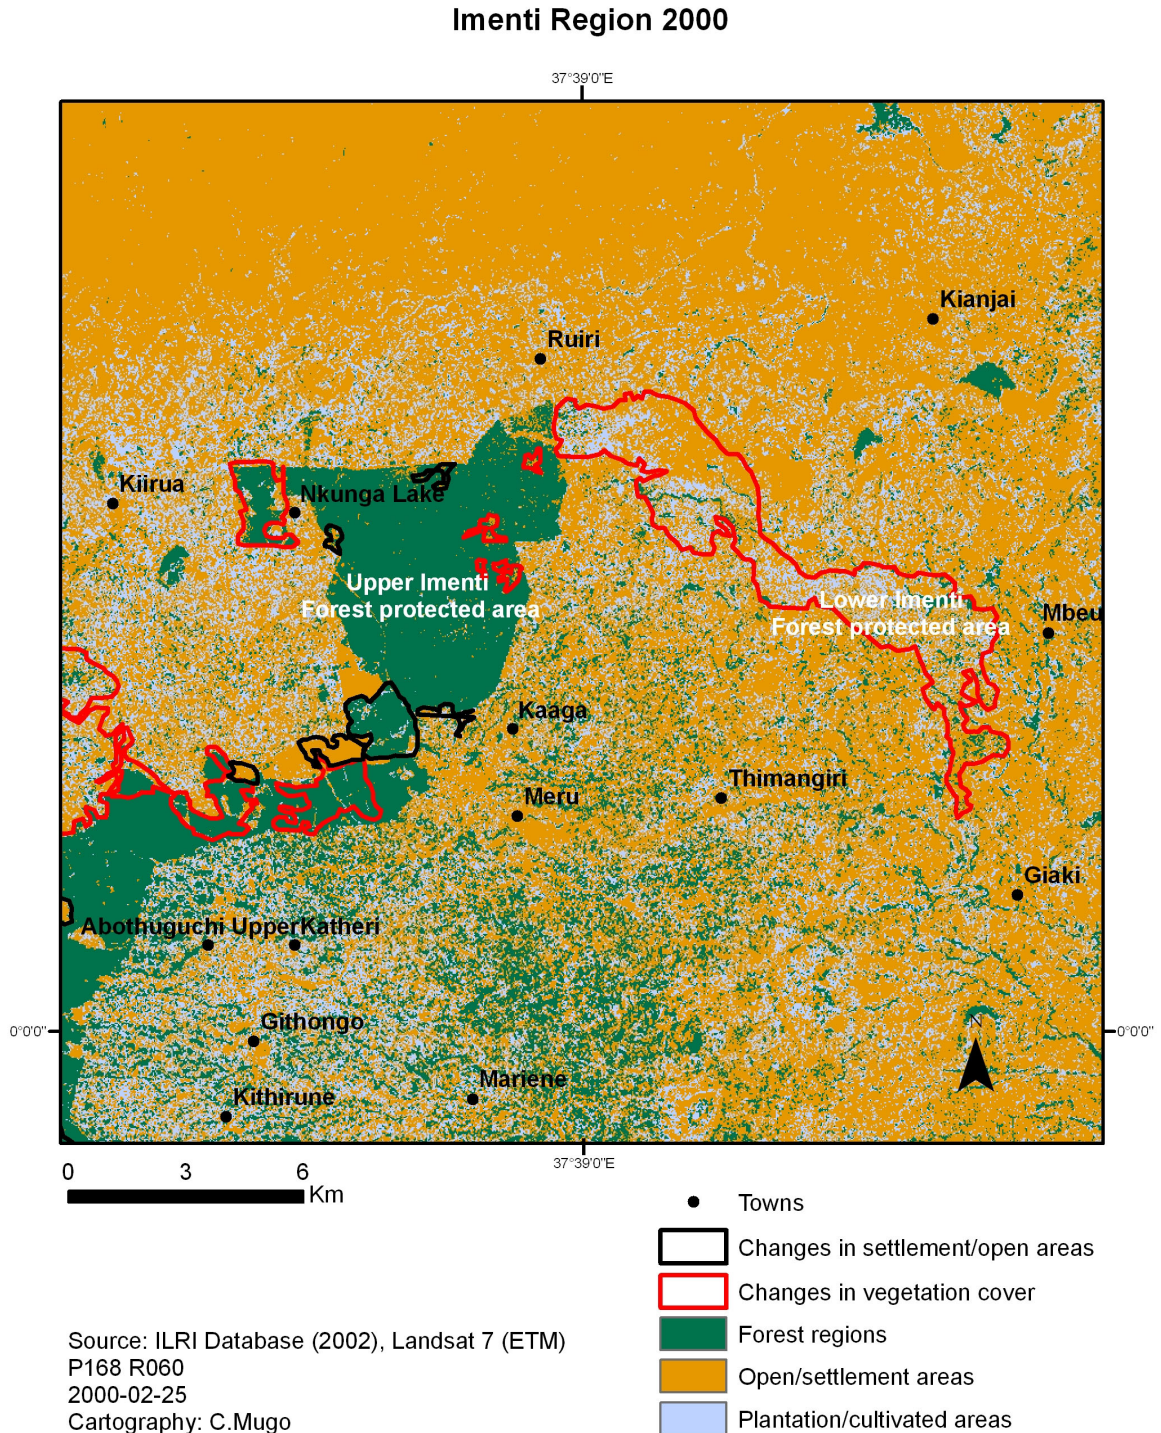 Imenti Region 2000
37°39'0"E
Kianjai
Ruiri
Kiirua
Nkunga Lake
Upper Imenti
Forest protected area
Lower Imenti
Forest protected area
Mbeu
Kaaga
Thimangiri
Meru
Giaki
Abothuguchi Upper
Katheri
Githongo
N
0°0'0"
0°0'0"
Mariene
Kithirune
37°39'0"E
0 3 6
Km
Towns
Changes in settlement/open areas
Changes in vegetation cover
Forest regions
Open/settlement areas
Plantation/cultivated areas
Source: ILRI Database (2002), Landsat 7 (ETM)
P168 R060
2000-02-25
Cartography: C.Mugo